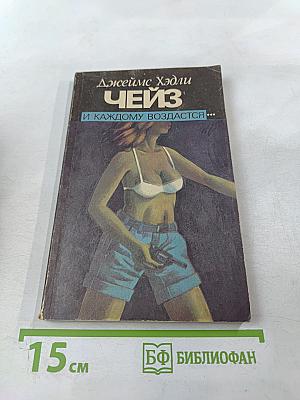 Джеймс Хэдли
ЧЕЙЗ
И КАЖДОМУ ВОЗДАСТСЯ...
15 см
БФ БИБЛИОФАН